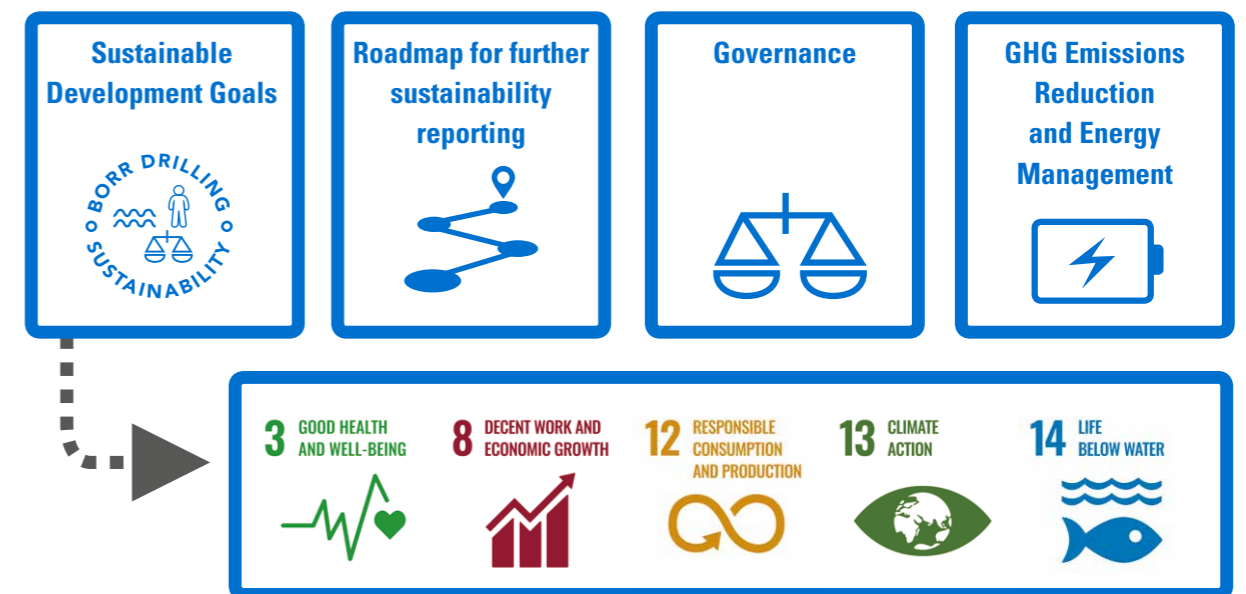 Sustainable
Development Goals
BORR DRILLING
SUSTAINABILITY
Roadmap for further
sustainability
reporting
Governance
GHG Emissions
Reduction
and Energy
Management
3 GOOD HEALTH
AND WELL-BEING
8 DECENT WORK AND
ECONOMIC GROWTH
12 RESPONSIBLE
CONSUMPTION
AND PRODUCTION
13 CLIMATE
ACTION
14 LIFE
BELOW WATER